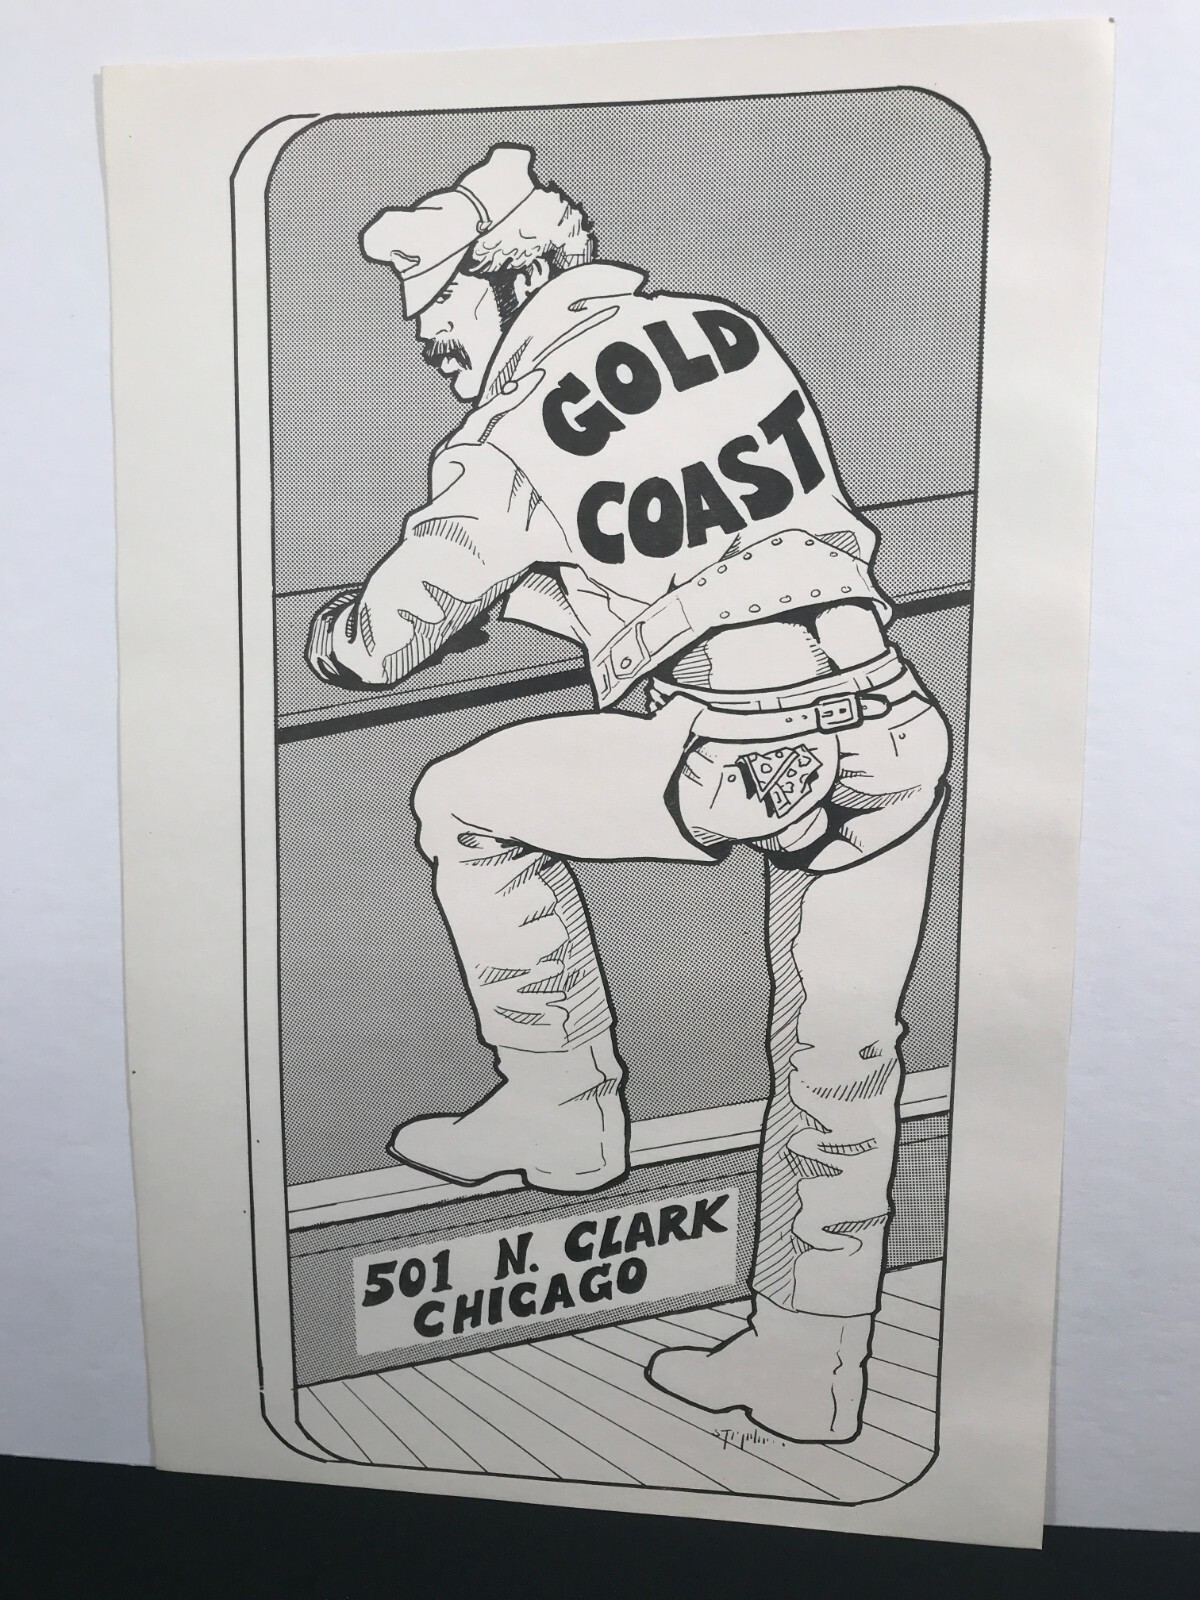 GOLD
COAST
501 N. CLARK
CHICAGO